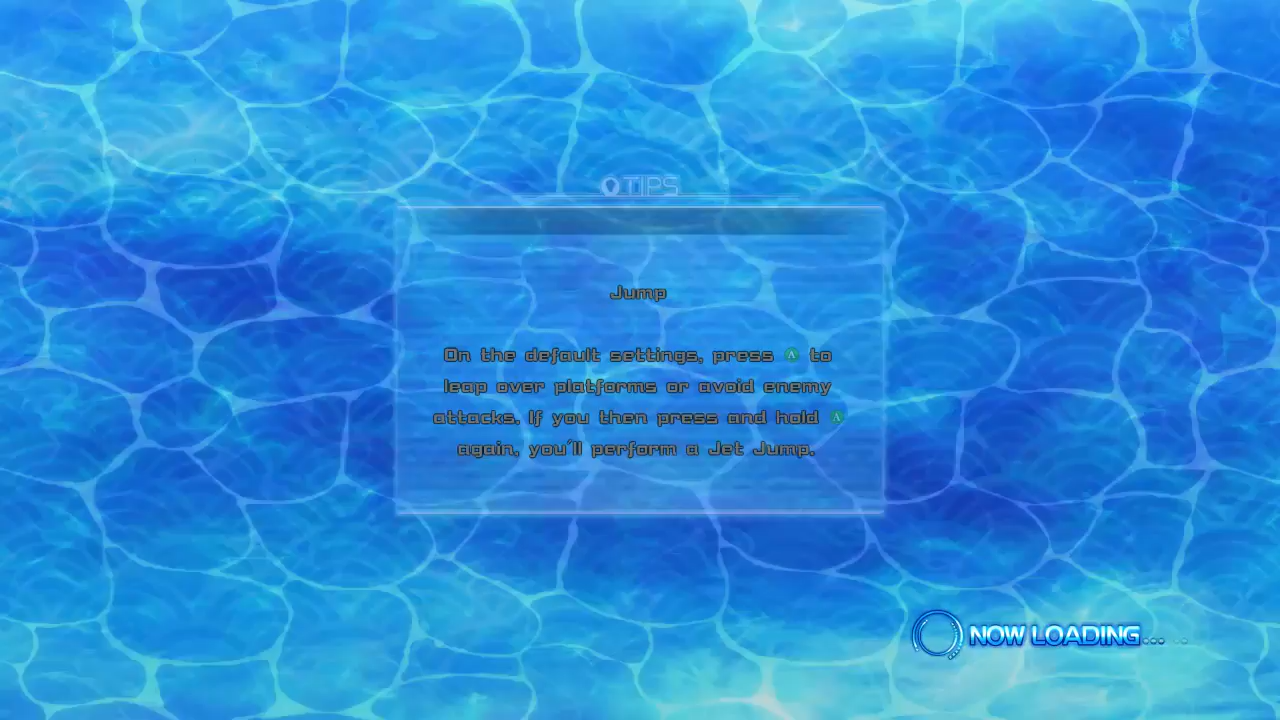 TIPS
Jump
On the default settings, press A to
leap over platforms or avoid enemy
attacks. If you then press and hold A
again, you'll perform a Jet Jump.
NOW LOADING...